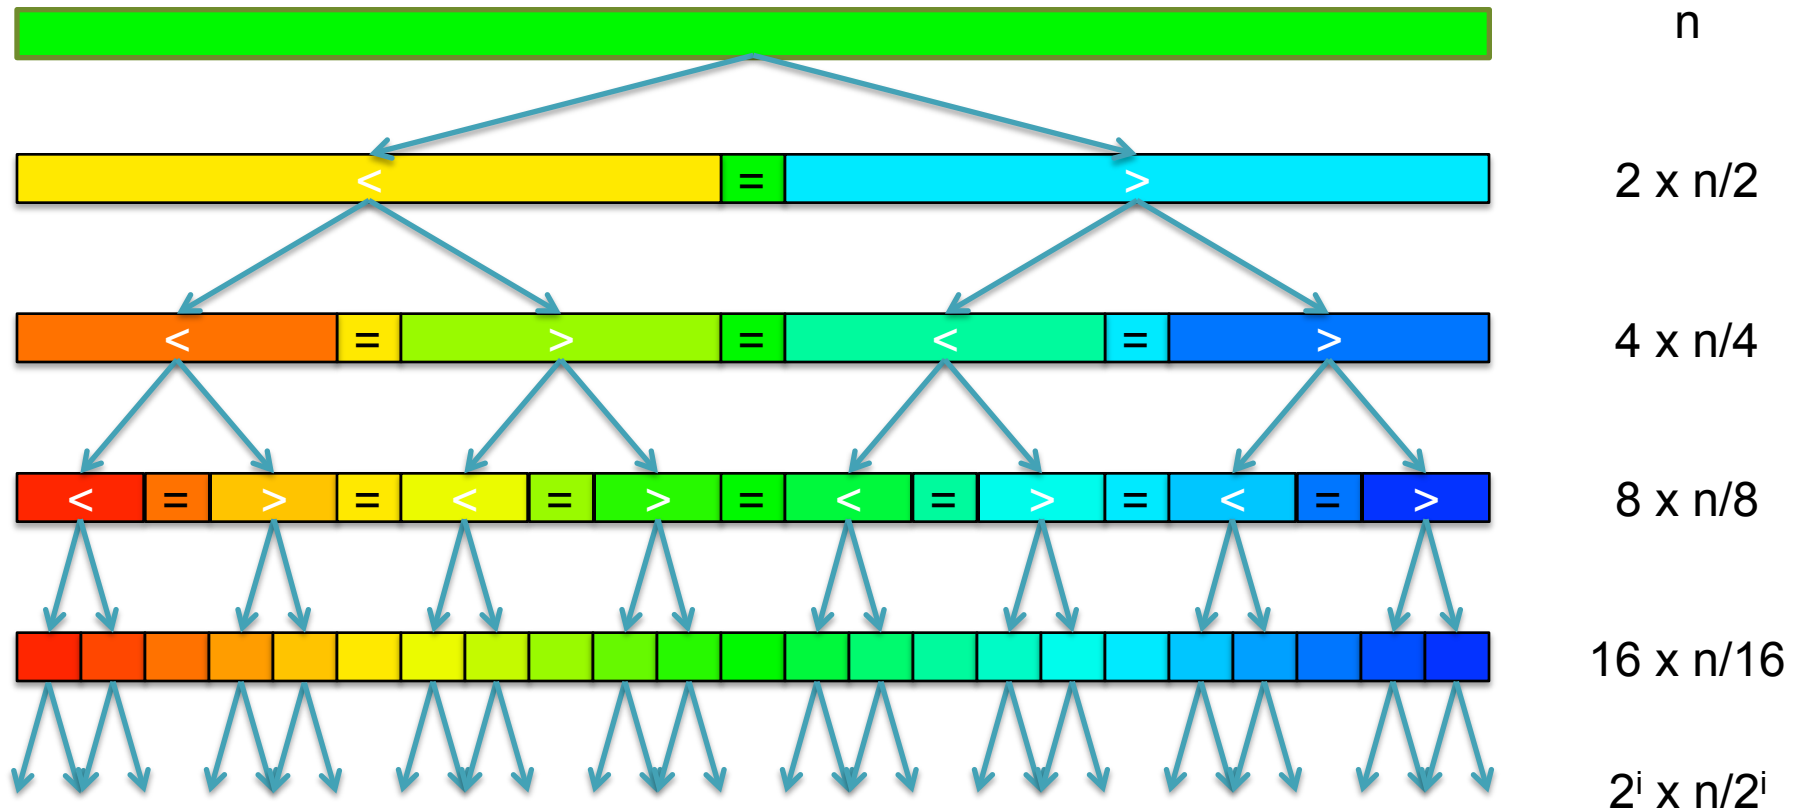 n
< = > 2 x n/2
< = > = < = > 4 x n/4
< = > = < = > = < = > = < = > 8 x n/8
16 x n/16
2ⁱ x n/2ⁱ